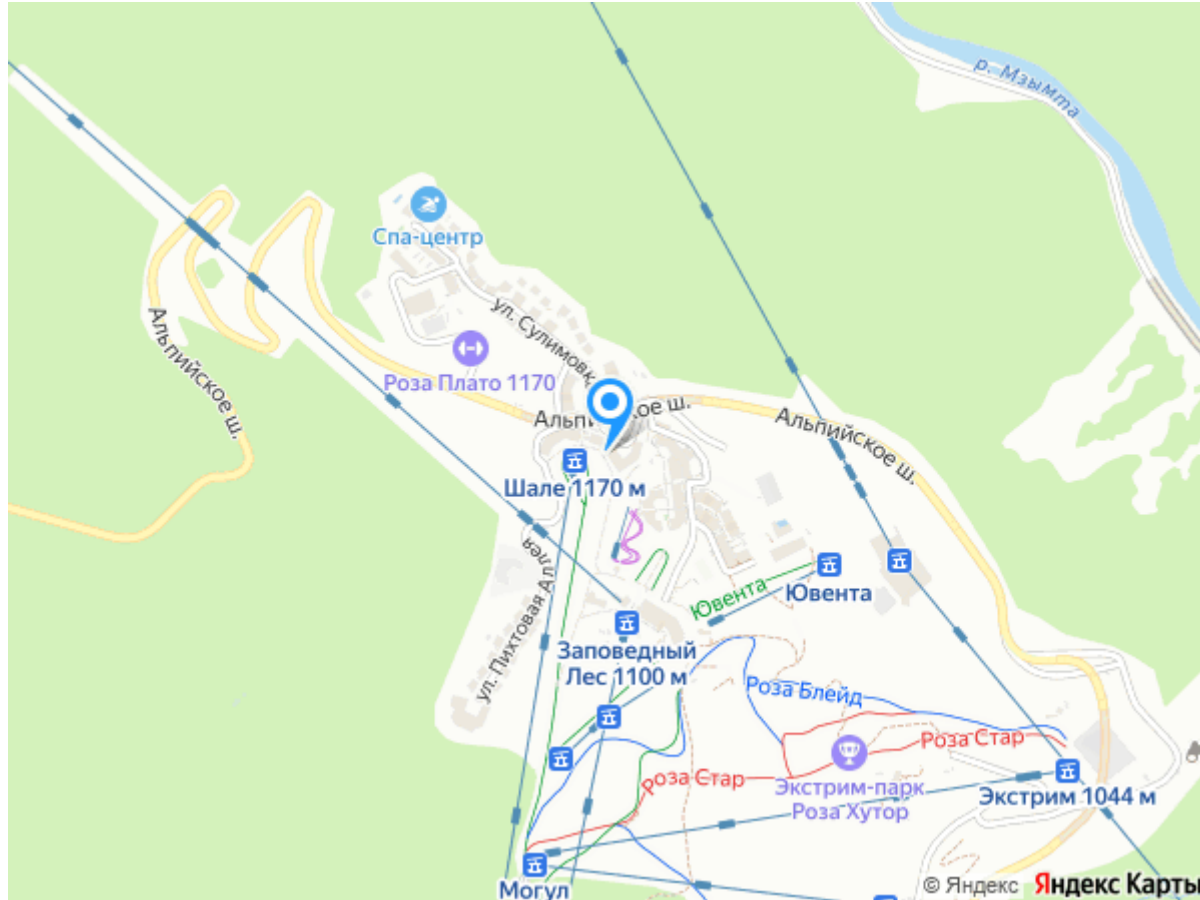 р. Мзымта
Спа-центр
ул. Сулимовк
Альпийское ш.
Роза Плато 1170
Альпи
кое ш.
Альпийское ш.
Шале 1170 м
ул. Пихтовая Аллея
Ювента
Ювента
Заповедный
Лес 1100 м
Роза Блейд
Роза Стар
Роза Стар
Экстрим-парк
Роза Хутор
Экстрим 1044 м
Могул
© Яндекс Яндекс Карты